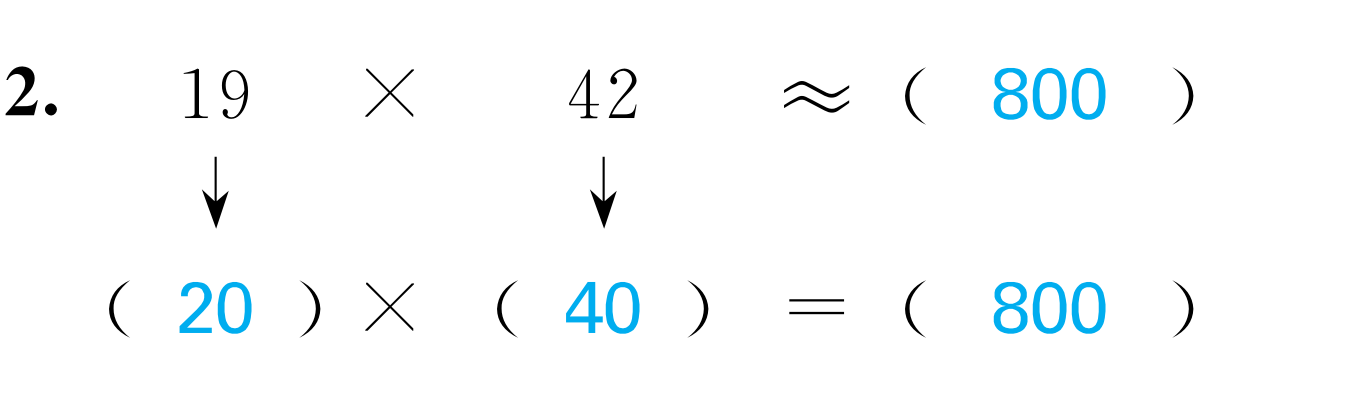 2. 19 × 42 ≈ ( 800 )
↓ ↓
( 20 ) × ( 40 ) = ( 800 )